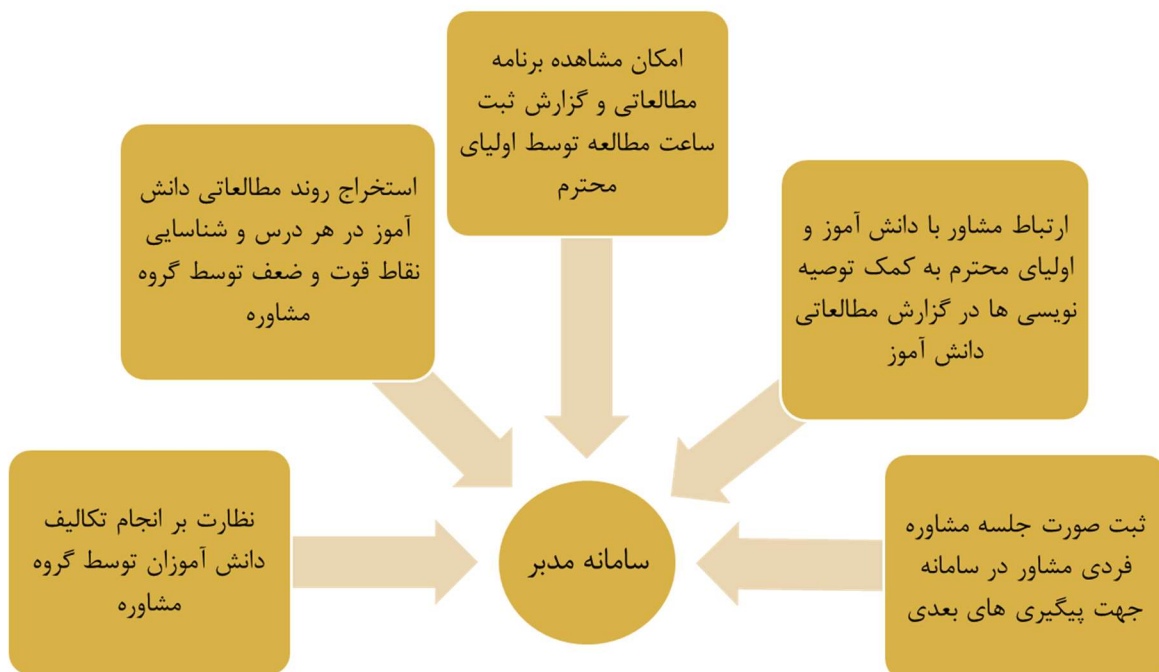 امکان مشاهده برنامه
مطالعاتی و گزارش ثبت
ساعت مطالعه توسط اولیای
محترم
ارتباط مشاور با دانش آموز و
اولیای محترم به کمک توصیه
نویسی ها در گزارش مطالعاتی
دانش آموز
استخراج روند مطالعاتی دانش
آموز در هر درس و شناسایی
نقاط قوت و ضعف توسط گروه
مشاوره
ثبت صورت جلسه مشاوره
فردی مشاور در سامانه
جهت پیگیری های بعدی
نظارت بر انجام تکالیف
دانش آموزان توسط گروه
مشاوره
سامانه مدبر